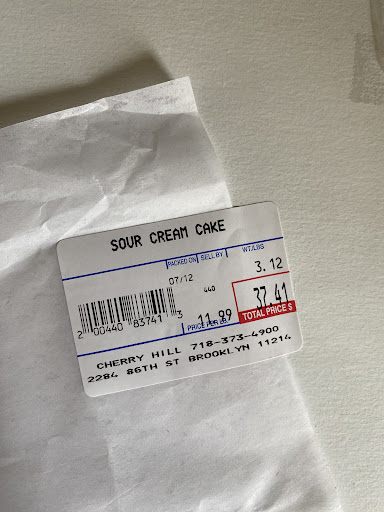 SOUR CREAM CAKE
PACKED ON SELL BY WT/LBS
07/12 440 3.12
2 00440 83741 3
PRICE PER LB 11.99 37.41
TOTAL PRICE $
CHERRY HILL 718-373-4900
2284 86TH ST BROOKLYN 11214